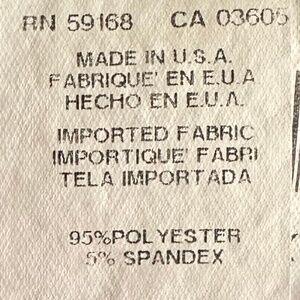 RN 59168 CA 03605
MADE IN U.S.A.
FABRIQUE' EN E.U.A
HECHO EN E.U.A.
IMPORTED FABRIC
IMPORTIQUE' FABRI
TELA IMPORTADA
95%POLYESTER
5% SPANDEX